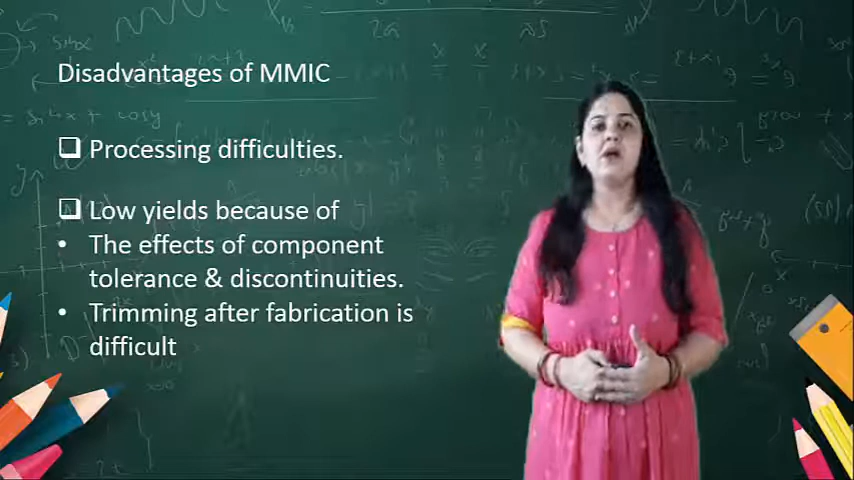 Disadvantages of MMIC
❑ Processing difficulties.
❑ Low yields because of
• The effects of component
tolerance & discontinuities.
• Trimming after fabrication is
difficult